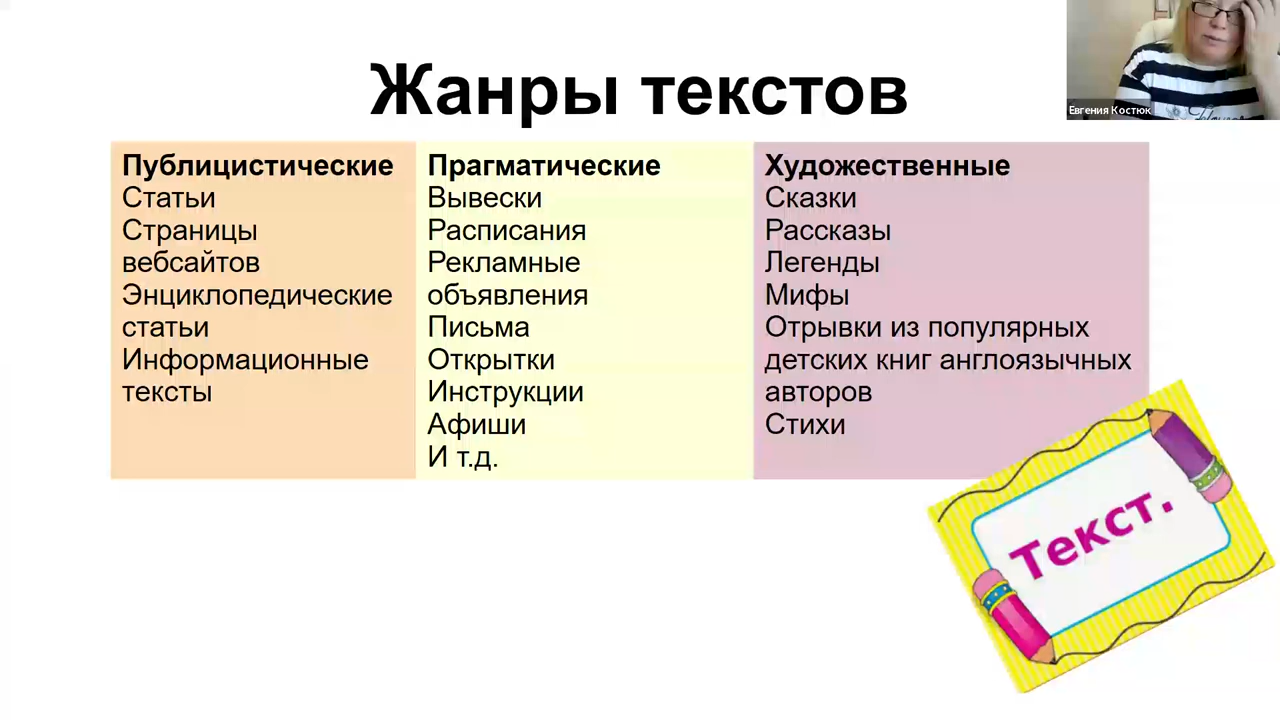 Жанры текстов
Евгения Костюк
Публицистические
Статьи
Страницы
вебсайтов
Энциклопедические
статьи
Информационные
тексты
Прагматические
Вывески
Расписания
Рекламные
объявления
Письма
Открытки
Инструкции
Афиши
И т.д.
Художественные
Сказки
Рассказы
Легенды
Мифы
Отрывки из популярных
детских книг англоязычных
авторов
Стихи
Текст.